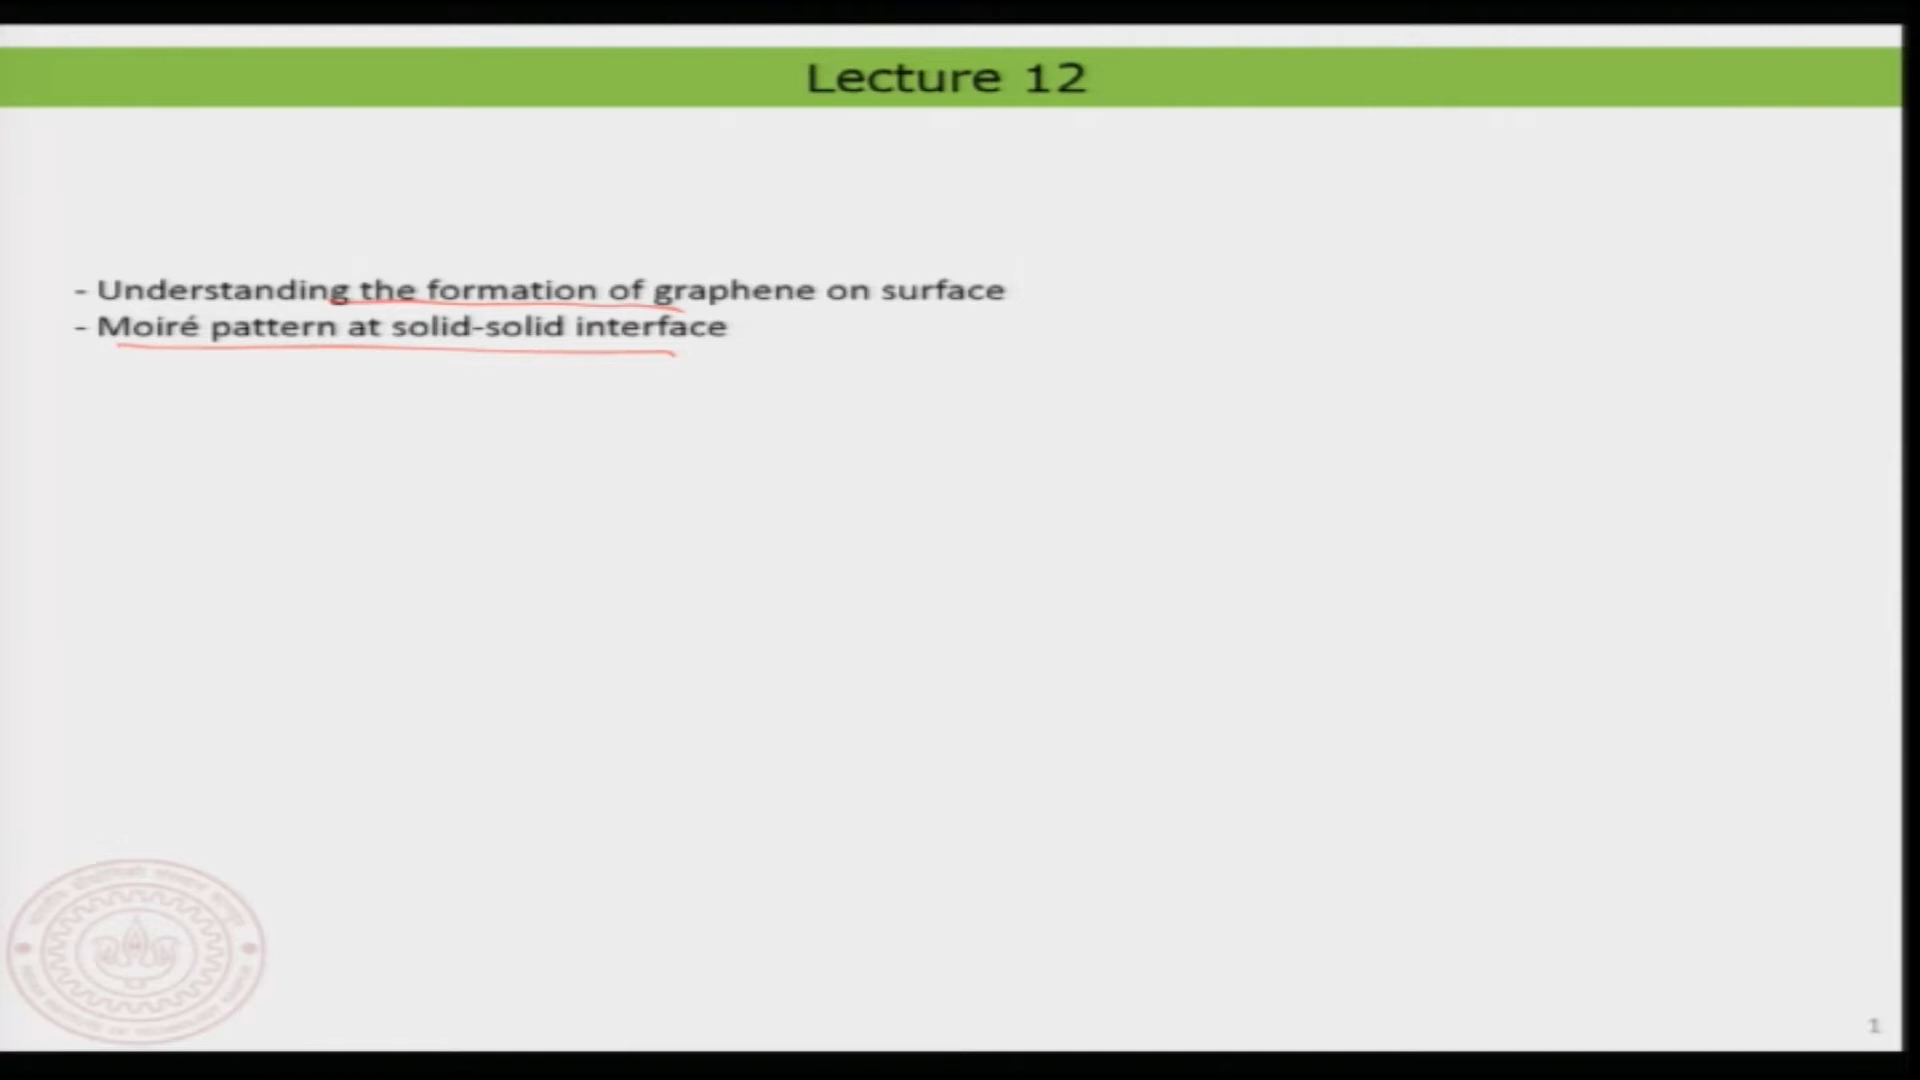 Lecture 12
- Understanding the formation of graphene on surface
- Moiré pattern at solid-solid interface
1